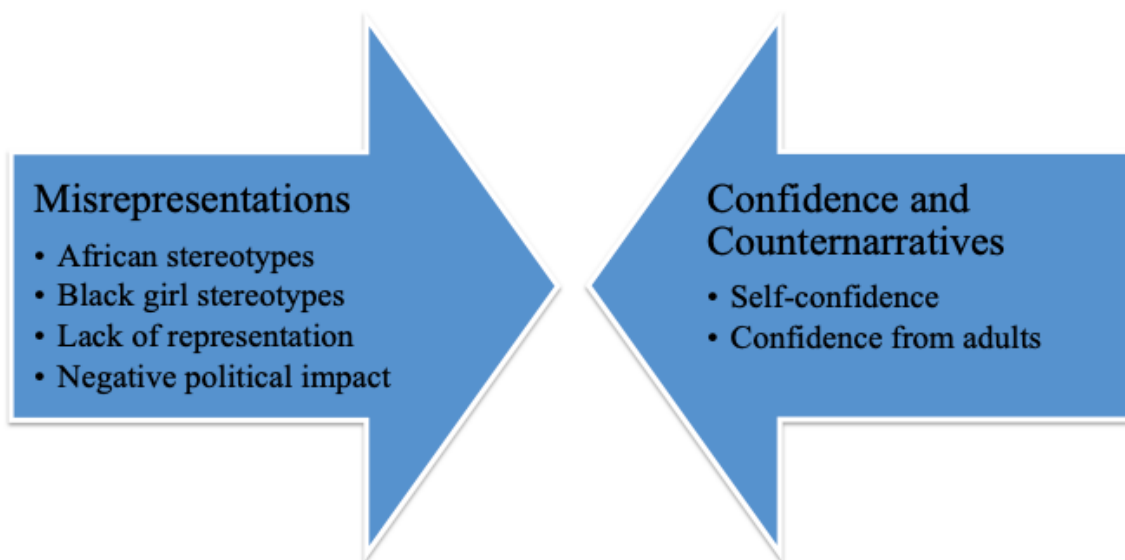 Misrepresentations
• African stereotypes
• Black girl stereotypes
• Lack of representation
• Negative political impact
Confidence and
Counternarratives
• Self-confidence
• Confidence from adults